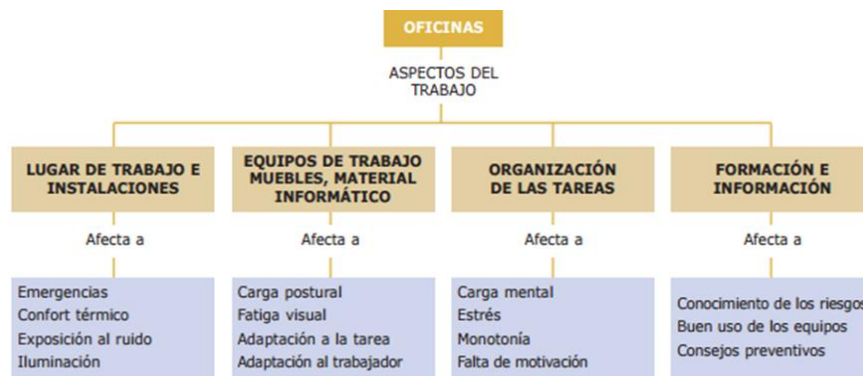 OFICINAS
ASPECTOS DEL
TRABAJO
LUGAR DE TRABAJO E
INSTALACIONES
Afecta a
Emergencias
Confort térmico
Exposición al ruido
Iluminación
EQUIPOS DE TRABAJO
MUEBLES, MATERIAL
INFORMÁTICO
Afecta a
Carga postural
Fatiga visual
Adaptación a la tarea
Adaptación al trabajador
ORGANIZACIÓN
DE LAS TAREAS
Afecta a
Carga mental
Estrés
Monotonía
Falta de motivación
FORMACIÓN E
INFORMACIÓN
Afecta a
Conocimiento de los riesgos
Buen uso de los equipos
Consejos preventivos